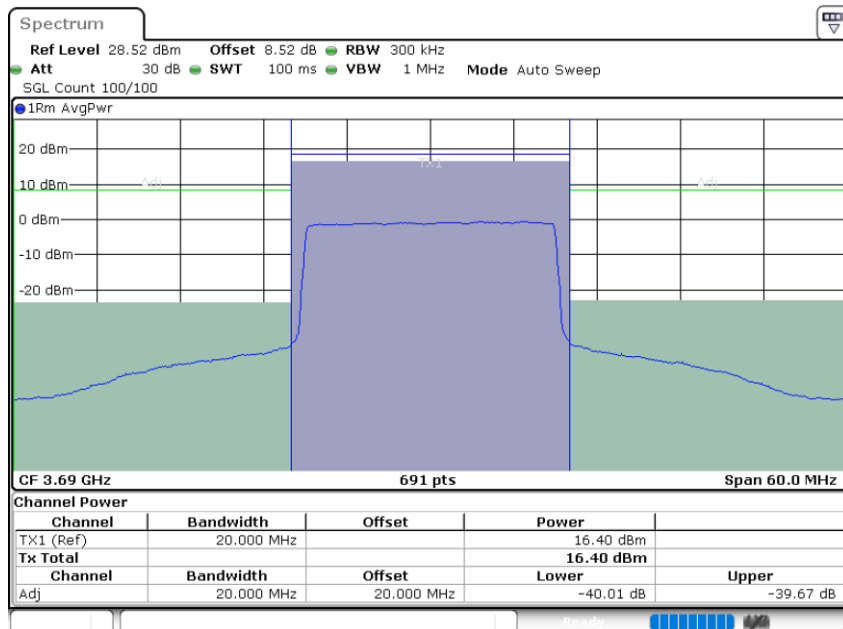 Spectrum
Ref Level 28.52 dBm Offset 8.52 dB RBW 300 kHz
Att 30 dB SWT 100 ms VBW 1 MHz Mode Auto Sweep
SGL Count 100/100
1Rm AvgPwr
20 dBm
TX1
Adj Adj
10 dBm
0 dBm
-10 dBm
-20 dBm
CF 3.69 GHz 691 pts Span 60.0 MHz
Channel Power
Channel Bandwidth Offset Power
TX1 (Ref) 20.000 MHz 16.40 dBm
Tx Total 16.40 dBm
Channel Bandwidth Offset Lower Upper
Adj 20.000 MHz 20.000 MHz -40.01 dB -39.67 dB
Ready